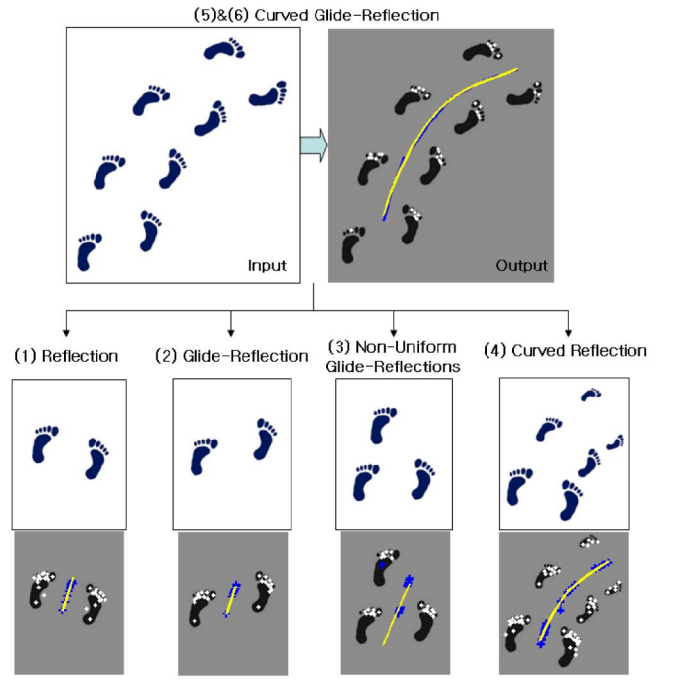 (5)&(6) Curved Glide-Reflection
Input
Output
(1) Reflection
(2) Glide-Reflection
(3) Non-Uniform
Glide-Reflections
(4) Curved Reflection